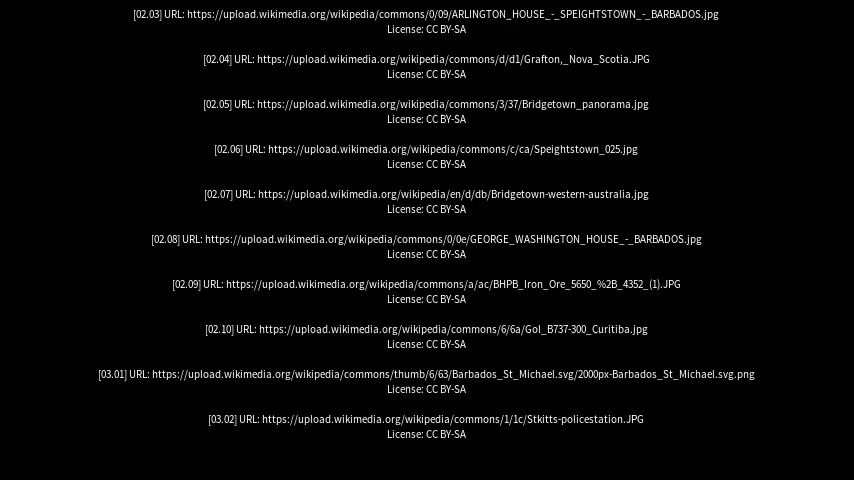 [02.03] URL: https://upload.wikimedia.org/wikipedia/commons/0/09/ARLINGTON_HOUSE_-_SPEIGHTSTOWN_-_BARBADOS.jpg
License: CC BY-SA
[02.04] URL: https://upload.wikimedia.org/wikipedia/commons/d/d1/Grafton,_Nova_Scotia.JPG
License: CC BY-SA
[02.05] URL: https://upload.wikimedia.org/wikipedia/commons/3/37/Bridgetown_panorama.jpg
License: CC BY-SA
[02.06] URL: https://upload.wikimedia.org/wikipedia/commons/c/ca/Speightstown_025.jpg
License: CC BY-SA
[02.07] URL: https://upload.wikimedia.org/wikipedia/en/d/db/Bridgetown-western-australia.jpg
License: CC BY-SA
[02.08] URL: https://upload.wikimedia.org/wikipedia/commons/0/0e/GEORGE_WASHINGTON_HOUSE_-_BARBADOS.jpg
License: CC BY-SA
[02.09] URL: https://upload.wikimedia.org/wikipedia/commons/a/ac/BHPB_Iron_Ore_5650_%2B_4352_(1).JPG
License: CC BY-SA
[02.10] URL: https://upload.wikimedia.org/wikipedia/commons/6/6a/Gol_B737-300_Curitiba.jpg
License: CC BY-SA
[03.01] URL: https://upload.wikimedia.org/wikipedia/commons/thumb/6/63/Barbados_St_Michael.svg/2000px-Barbados_St_Michael.svg.png
License: CC BY-SA
[03.02] URL: https://upload.wikimedia.org/wikipedia/commons/1/1c/Stkitts-policestation.JPG
License: CC BY-SA